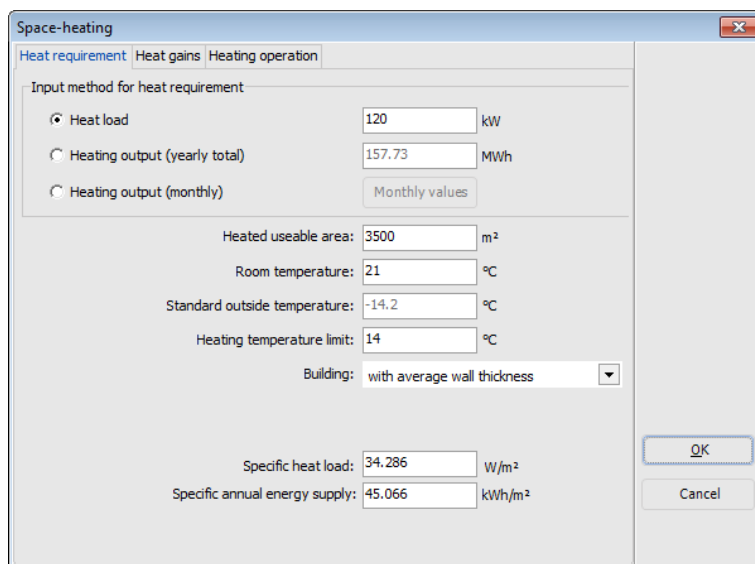 Space-heating
Heat requirement Heat gains Heating operation
Input method for heat requirement
Heat load 120 kW
Heating output (yearly total) 157.73 MWh
Heating output (monthly) Monthly values
Heated useable area: 3500 m²
Room temperature: 21 °C
Standard outside temperature: -14.2 °C
Heating temperature limit: 14 °C
Building: with average wall thickness
Specific heat load: 34.286 W/m²
Specific annual energy supply: 45.066 kWh/m²
OK
Cancel